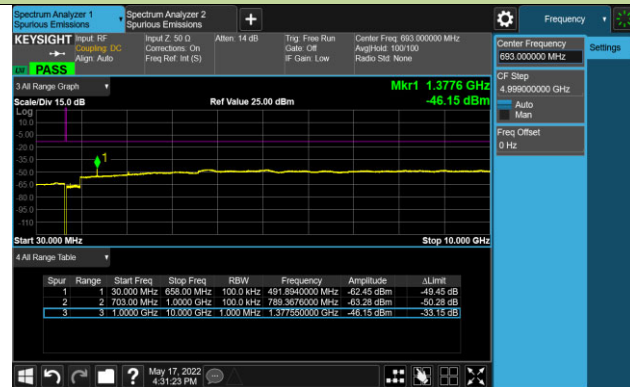 Spectrum Analyzer 1
Spurious Emissions
Spectrum Analyzer 2
Spurious Emissions
+
Frequency
KEYSIGHT
Input: RF
Coupling: DC
Align: Auto
Input Z: 50 Ω
Corrections: On
Freq Ref: Int (S)
Atten: 14 dB
Trig: Free Run
Gate: Off
IF Gain: Low
Center Freq: 693.000000 MHz
Avg|Hold: 100/100
Radio Std: None
PASS
Center Frequency
693.000000 MHz
Settings
CF Step
4.999000000 GHz
Auto
Man
Freq Offset
0 Hz
3 All Range Graph
Mkr1 1.3776 GHz
Scale/Div 15.0 dB
Ref Value 25.00 dBm
-46.15 dBm
Log
10.0
-5.00
-20.0
-35.0
-50.0
-65.0
-80.0
-95.0
-110
1
Start 30.000 MHz
Stop 10.000 GHz
4 All Range Table
Spur Range Start Freq Stop Freq RBW Frequency Amplitude ΔLimit
1 1 30.000 MHz 658.00 MHz 100.0 kHz 491.8940000 MHz -62.45 dBm -49.45 dB
2 2 703.00 MHz 1.0000 GHz 100.0 kHz 789.3676000 MHz -63.28 dBm -50.28 dB
3 3 1.0000 GHz 10.000 GHz 1.000 MHz 1.377550000 GHz -46.15 dBm -33.15 dB
?
May 17, 2022
4:31:23 PM